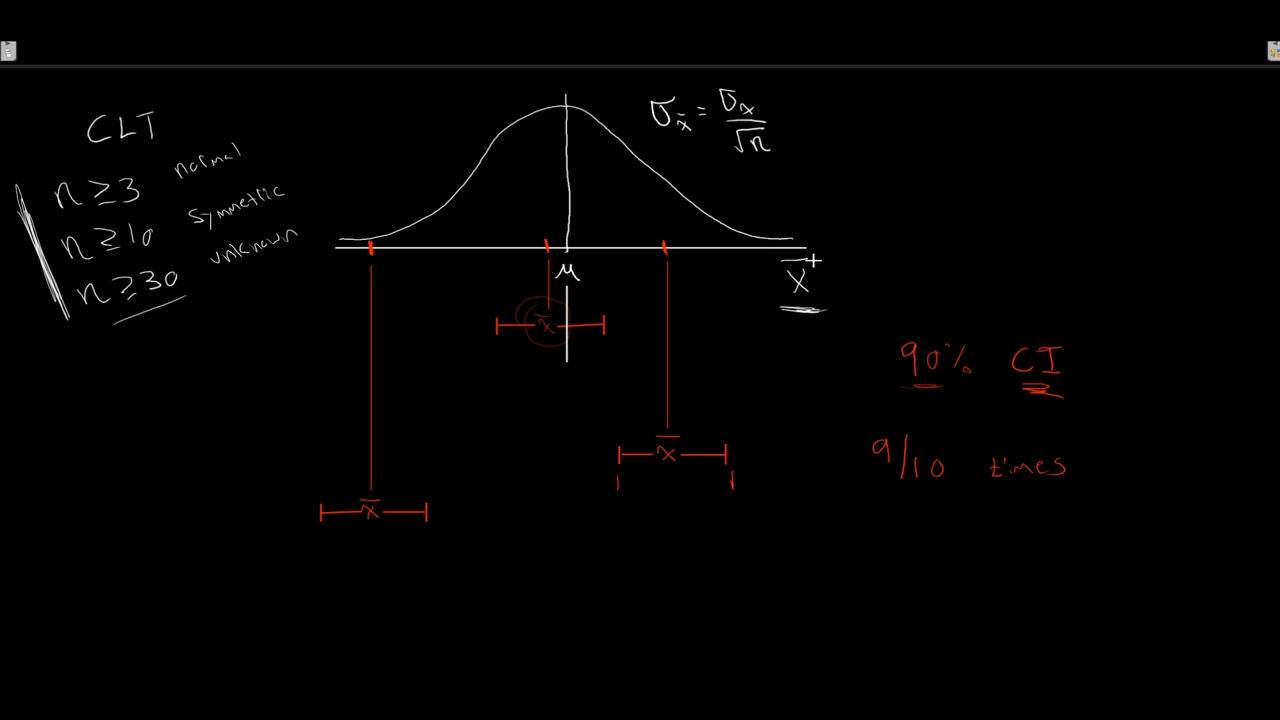 CLT
n ≥ 3 normal
n ≥ 10 symmetric
n ≥ 30 unknown
σx̄ = σx / √n
μ
x̄
x̄
90% CI
x̄
9/10 times
x̄